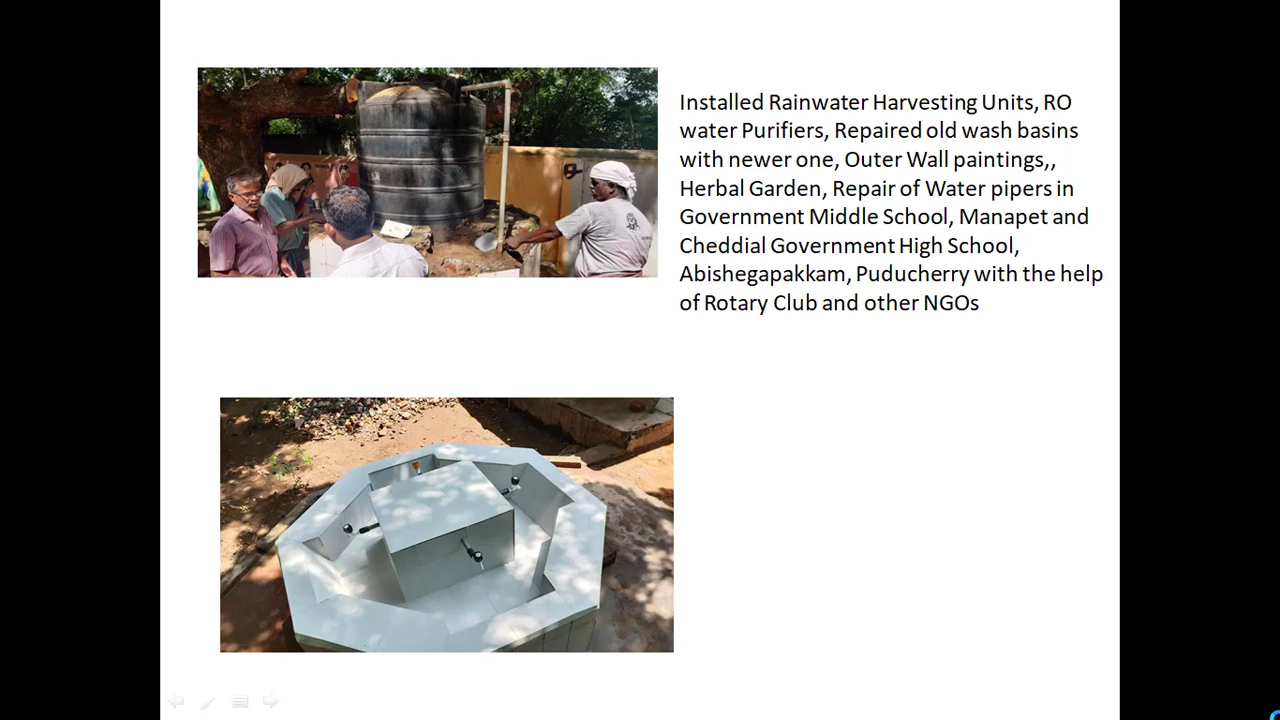 Installed Rainwater Harvesting Units, RO
water Purifiers, Repaired old wash basins
with newer one, Outer Wall paintings,,
Herbal Garden, Repair of Water pipers in
Government Middle School, Manapet and
Cheddial Government High School,
Abishegapakkam, Puducherry with the help
of Rotary Club and other NGOs